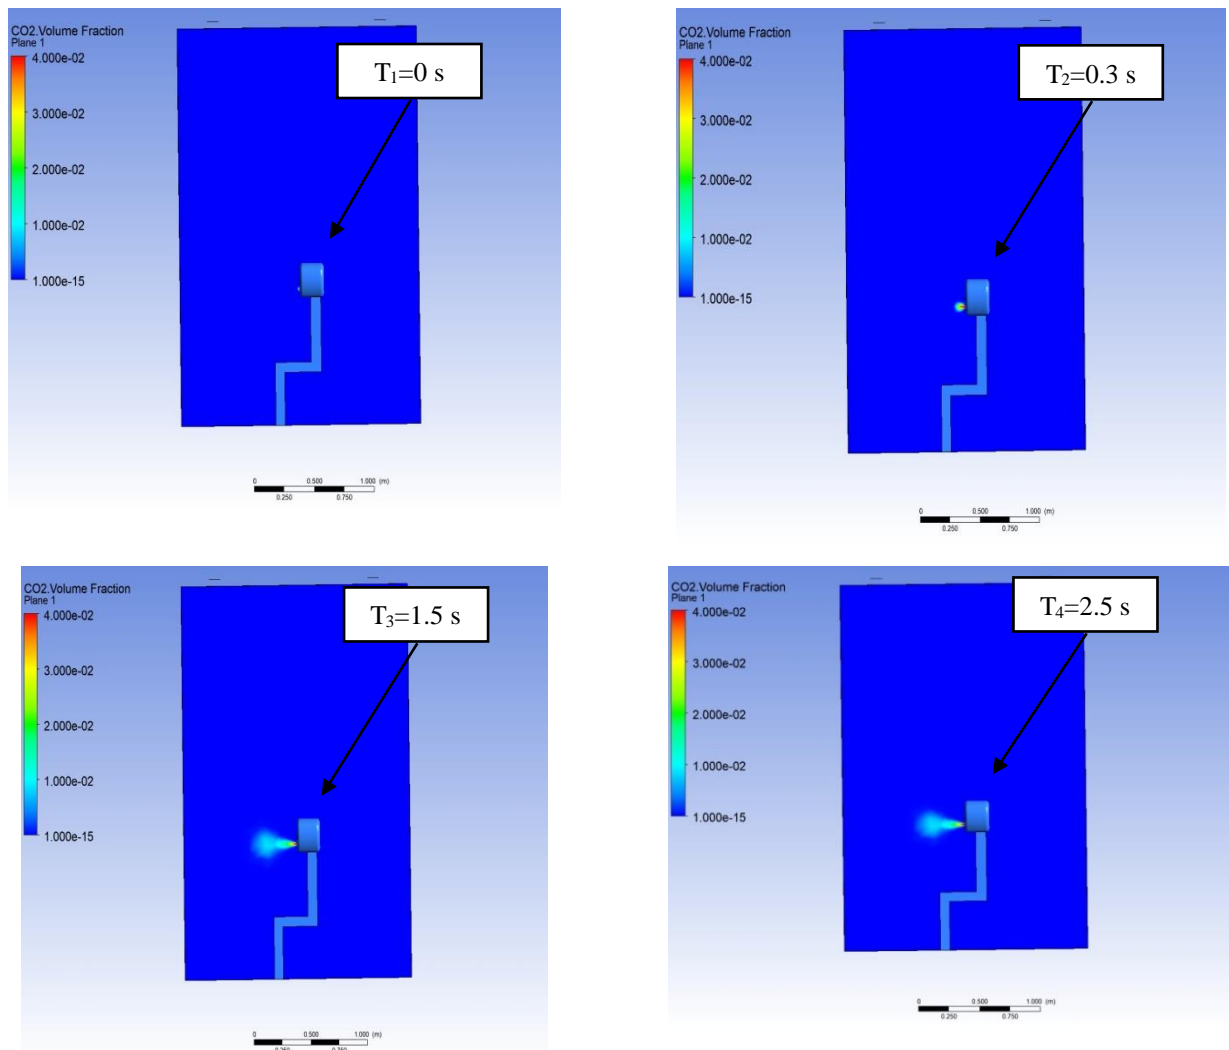 CO2.Volume Fraction
Plane 1
4.000e-02
3.000e-02
2.000e-02
1.000e-02
1.000e-15
T₁=0 s
0 0.500 1.000 (m)
0.250 0.750
CO2.Volume Fraction
Plane 1
4.000e-02
3.000e-02
2.000e-02
1.000e-02
1.000e-15
T₂=0.3 s
0 0.500 1.000 (m)
0.250 0.750
CO2.Volume Fraction
Plane 1
4.000e-02
3.000e-02
2.000e-02
1.000e-02
1.000e-15
T₃=1.5 s
0 0.500 1.000 (m)
0.250 0.750
CO2.Volume Fraction
Plane 1
4.000e-02
3.000e-02
2.000e-02
1.000e-02
1.000e-15
T₄=2.5 s
0 0.500 1.000 (m)
0.250 0.750